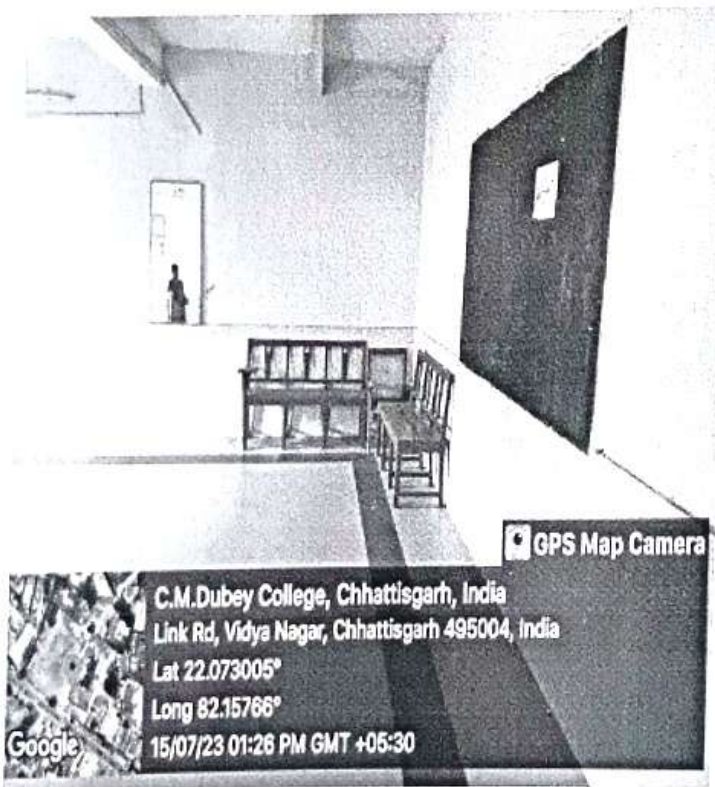 GPS Map Camera
C.M.Dubey College, Chhattisgarh, India
Link Rd, Vidya Nagar, Chhattisgarh 495004, India
Lat 22.073005°
Long 82.15766°
15/07/23 01:26 PM GMT +05:30
Google